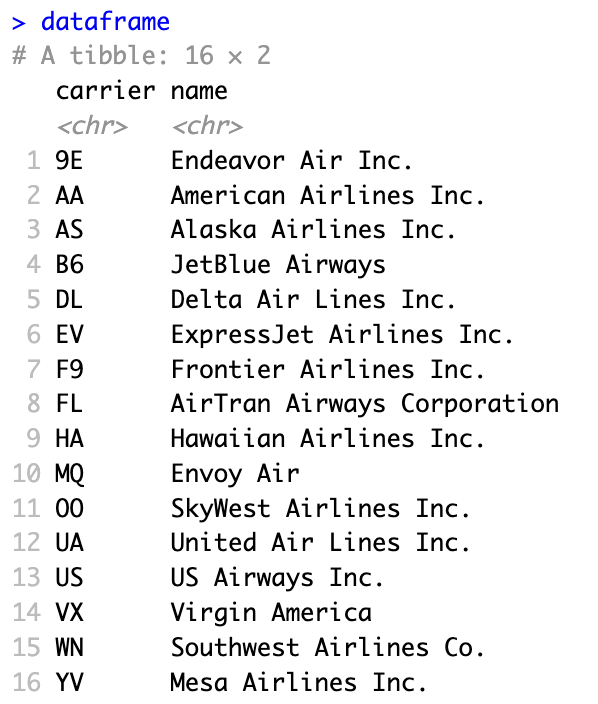 > dataframe
# A tibble: 16 × 2
carrier name
<chr> <chr>
1 9E Endeavor Air Inc.
2 AA American Airlines Inc.
3 AS Alaska Airlines Inc.
4 B6 JetBlue Airways
5 DL Delta Air Lines Inc.
6 EV ExpressJet Airlines Inc.
7 F9 Frontier Airlines Inc.
8 FL AirTran Airways Corporation
9 HA Hawaiian Airlines Inc.
10 MQ Envoy Air
11 OO SkyWest Airlines Inc.
12 UA United Air Lines Inc.
13 US US Airways Inc.
14 VX Virgin America
15 WN Southwest Airlines Co.
16 YV Mesa Airlines Inc.